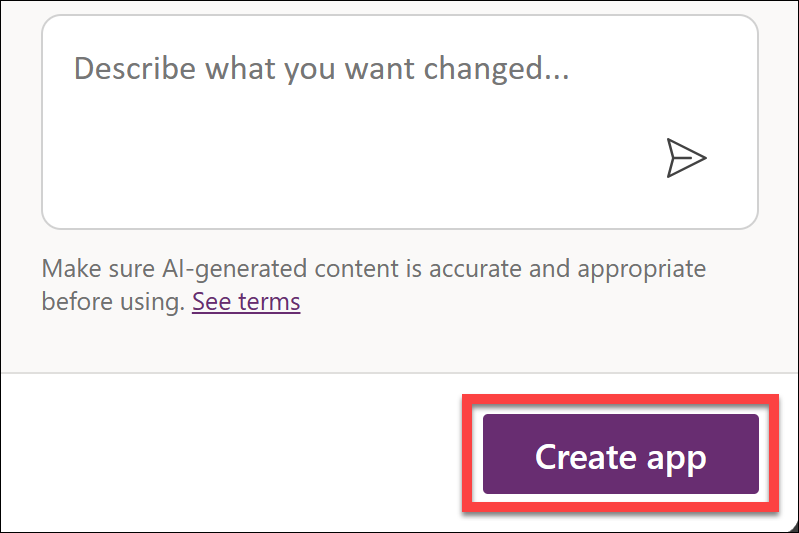 Describe what you want changed...
Make sure AI-generated content is accurate and appropriate
before using. See terms
Create app